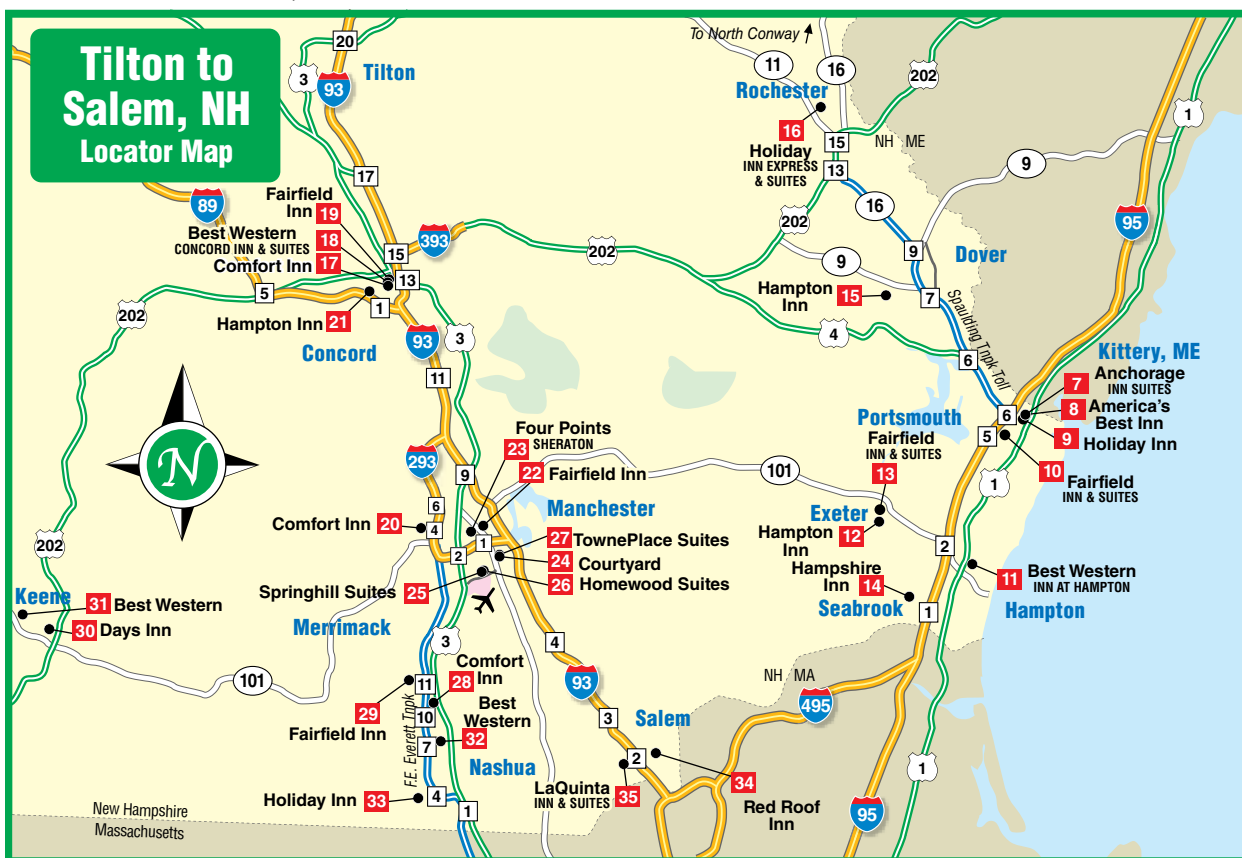 Tilton to
Salem, NH
Locator Map
20
3
93
Tilton
To North Conway
11
16
202
1
Rochester
16
Holiday
INN EXPRESS
& SUITES
15
NH
ME
13
17
9
89
Fairfield
Inn
19
Best Western
CONCORD INN & SUITES
18
Comfort Inn
17
15
393
13
202
202
16
9
9
Dover
95
5
1
Hampton Inn
21
Hampton
Inn
15
7
Spaulding Tnpk Toll
202
Concord
93
3
4
6
Kittery, ME
11
7
Anchorage
INN SUITES
8
America's
Best Inn
9
Holiday Inn
6
5
Portsmouth
Fairfield
INN & SUITES
13
10
Fairfield
INN & SUITES
1
N
293
Four Points
SHERATON
23
22
Fairfield Inn
9
101
6
Manchester
Exeter
Comfort Inn
20
4
1
2
27
TownePlace Suites
24
Courtyard
26
Homewood Suites
Springhill Suites
25
Hampton
Inn
12
2
Hampshire
Inn
14
11
Best Western
INN AT HAMPTON
Seabrook
1
Hampton
202
Keene
31
Best Western
30
Days Inn
Merrimack
3
4
101
Comfort
Inn
28
11
29
Fairfield Inn
F.E. Everett Tnpk
10
Best
Western
32
7
93
NH
MA
495
3
Salem
2
Nashua
LaQuinta
INN & SUITES
35
34
Red Roof
Inn
1
Holiday Inn
33
4
1
95
New Hampshire
Massachusetts